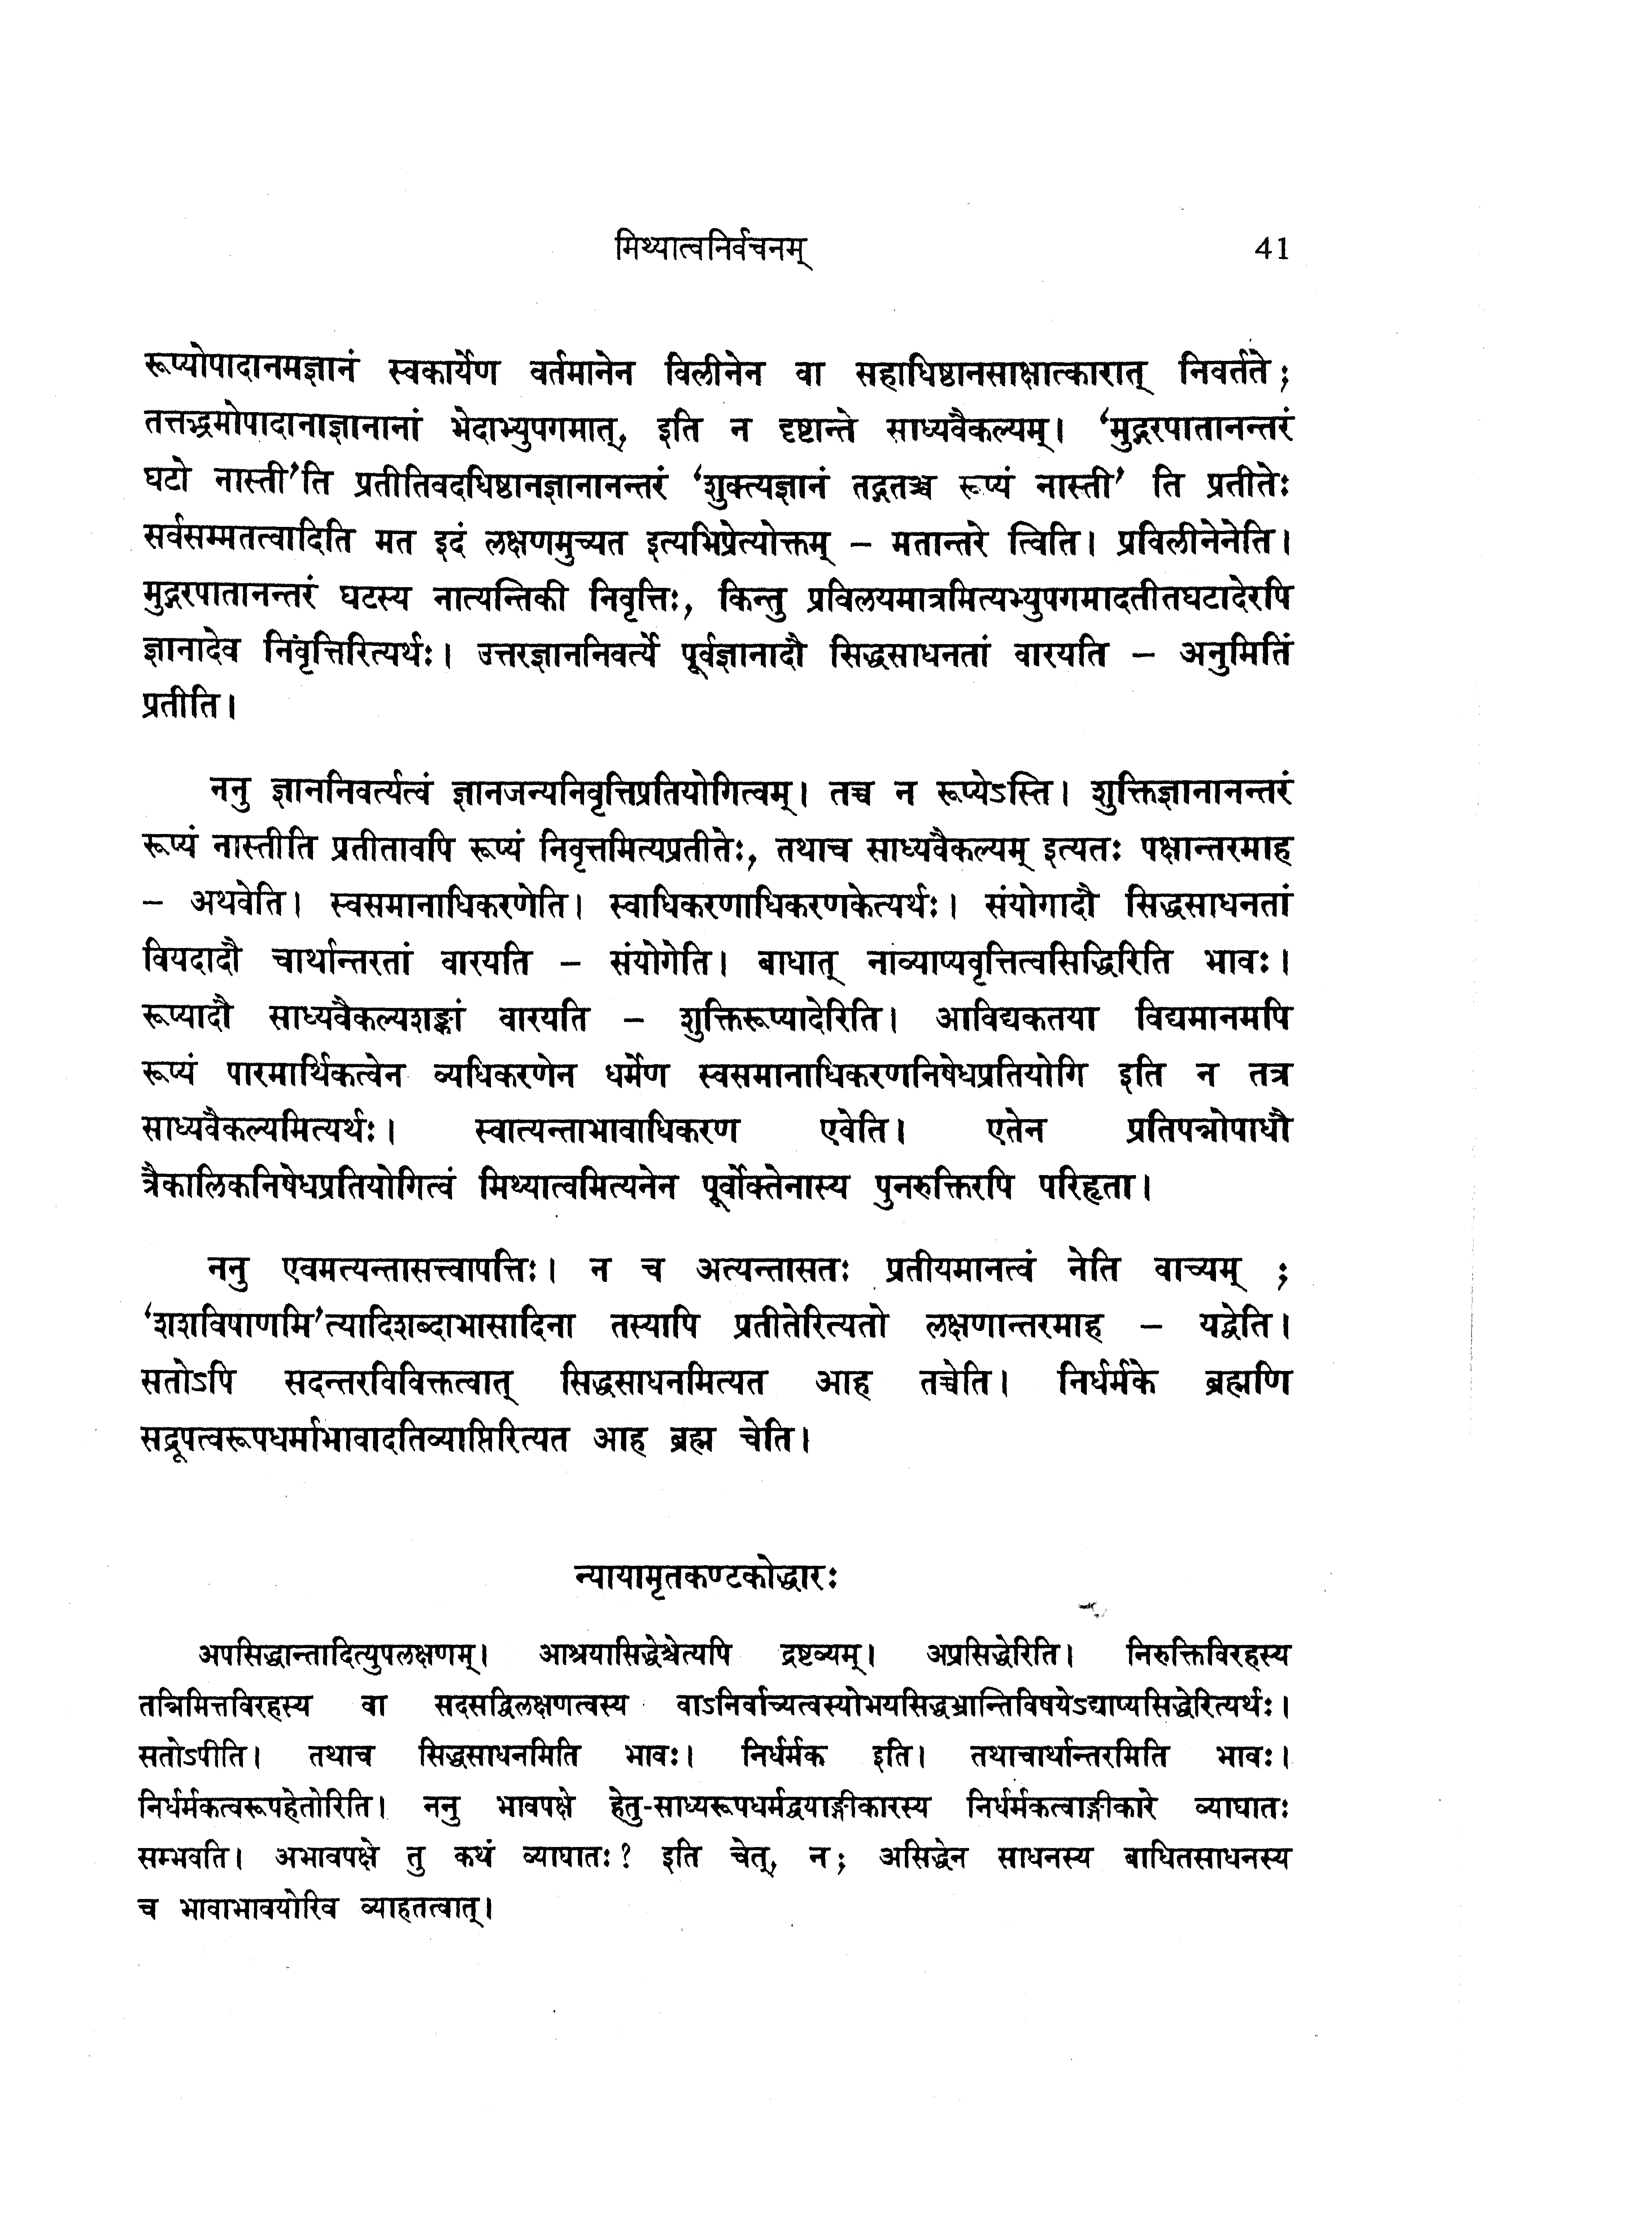 मिथ्यात्वनिर्वचनम् 41
रूप्योपादानमज्ञानं स्वकार्येण वर्तमानेन विलीनेन वा सहाधिष्ठानसाक्षात्कारात् निवर्तते;
तत्तद्भ्रमोपादानाज्ञानानां भेदाभ्युपगमात्, इति न दृष्टान्ते साध्यवैकल्यम्। ‘मुद्गरपातानन्तरं
घटो नास्ती’ति प्रतीतिवदधिष्ठानज्ञानानन्तरं ‘शुक्त्यज्ञानं तद्गतञ्च रूप्यं नास्ती’ ति प्रतीतेः
सर्वसम्मतत्वादिति मत इदं लक्षणमुच्यत इत्यभिप्रेत्योक्तम् – मतान्तरे त्विति। प्रविलीनेनेति।
मुद्गरपातानन्तरं घटस्य नात्यन्तिकी निवृत्तिः, किन्तु प्रविलयमात्रमित्यभ्युपगमादतीतघटादेरपि
ज्ञानादेव निवृत्तिरित्यर्थः। उत्तरज्ञाननिवर्त्ये पूर्वज्ञानादौ सिद्धसाधनतां वारयति – अनुमितिं
प्रतीति।
ननु ज्ञाननिवर्त्यत्वं ज्ञानजन्यनिवृत्तिप्रतियोगित्वम्। तच्च न रूप्येऽस्ति। शुक्तिज्ञानानन्तरं
रूप्यं नास्तीति प्रतीतावपि रूप्यं निवृत्तमित्यप्रतीतेः, तथाच साध्यवैकल्यम् इत्यतः पक्षान्तरमाह
– अथवेति। स्वसमानाधिकरणेति। स्वाधिकरणाधिकरणकेत्यर्थः। संयोगादौ सिद्धसाधनतां
वियदादौ चार्थान्तरतां वारयति – संयोगेति। बाधात् नाव्याप्यवृत्तित्वसिद्धिरिति भावः।
रूप्यादौ साध्यवैकल्यशङ्कां वारयति – शुक्तिरूप्यादेरिति। आविद्यकतया विद्यमानमपि
रूप्यं पारमार्थिकत्वेन व्यधिकरणेन धर्मेण स्वसमानाधिकरणनिषेधप्रतियोगि इति न तत्र
साध्यवैकल्यमित्यर्थः। स्वात्यन्ताभावाधिकरण एवेति। एतेन प्रतिपन्नोपाधौ
त्रैकालिकनिषेधप्रतियोगित्वं मिथ्यात्वमित्यनेन पूर्वोक्तेनास्य पुनरुक्तिरपि परिहृता।
ननु एवमत्यन्तासत्त्वापत्तिः। न च अत्यन्तासतः प्रतीयमानत्वं नेति वाच्यम् ;
‘शशविषाणमि’त्यादिशब्दाभासादिना तस्यापि प्रतीतेरित्यतो लक्षणान्तरमाह – यद्वेति।
सतोऽपि सदन्तरविविक्तत्वात् सिद्धसाधनमित्यत आह तच्चेति। निर्धर्मके ब्रह्मणि
सद्रूपत्वरूपधर्माभावादतिव्याप्तिरित्यत आह ब्रह्म चेति।
न्यायामृतकण्टकोद्धारः
अपसिद्धान्तादित्युपलक्षणम्। आश्रयासिद्धेश्चेत्यपि द्रष्टव्यम्। अप्रसिद्धेरिति। निरुक्तिविरहस्य
तन्निमित्तविरहस्य वा सदसद्विलक्षणत्वस्य वाऽनिर्वाच्यत्वस्योभयसिद्धभ्रान्तिविषयेऽद्याप्यसिद्धेरित्यर्थः।
सतोऽपीति। तथाच सिद्धसाधनमिति भावः। निर्धर्मक इति। तथाचार्थान्तरमिति भावः।
निर्धर्मकत्वरूपहेतोरिति। ननु भावपक्षे हेतु-साध्यरूपधर्मद्वयाङ्गीकारस्य निर्धर्मकत्वाङ्गीकारे व्याघातः
सम्भवति। अभावपक्षे तु कथं व्याघातः? इति चेत्, न; असिद्धेन साधनस्य बाधितसाधनस्य
च भावाभावयोरिव व्याहतत्वात्।